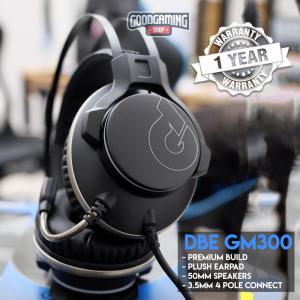 GOODGAMING
SHOP
WARRANTY
1 YEAR
WARRANTY
DBE GM300
- PREMIUM BUILD
- PLUSH EARPAD
- 50MM SPEAKERS
- 3.5MM 4 POLE CONNECT